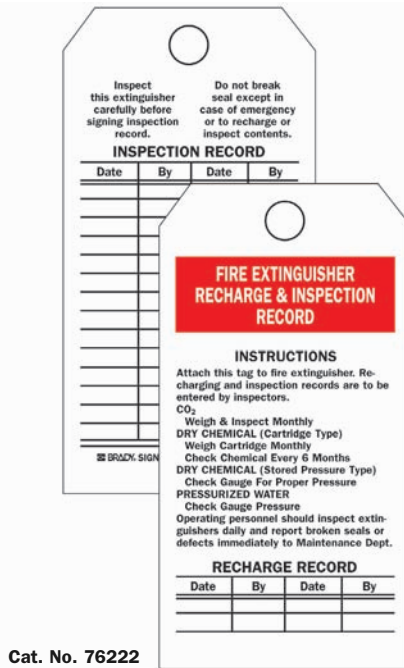 Inspect
this extinguisher
carefully before
signing inspection
record.
Do not break
seal except in
case of emergency
or to recharge or
inspect contents.
INSPECTION RECORD
Date By Date By
BRADY. SIGN
FIRE EXTINGUISHER
RECHARGE & INSPECTION
RECORD
INSTRUCTIONS
Attach this tag to fire extinguisher. Re-
charging and inspection records are to be
entered by inspectors.
CO₂
Weigh & Inspect Monthly
DRY CHEMICAL (Cartridge Type)
Weigh Cartridge Monthly
Check Chemical Every 6 Months
DRY CHEMICAL (Stored Pressure Type)
Check Gauge For Proper Pressure
PRESSURIZED WATER
Check Gauge Pressure
Operating personnel should inspect extin-
guishers daily and report broken seals or
defects immediately to Maintenance Dept.
RECHARGE RECORD
Date By Date By
Cat. No. 76222